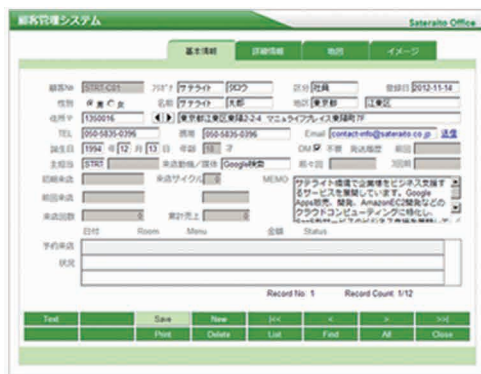 顧客管理システム
Sateraito Office
基本情報 詳細情報 地図 イメージ
顧客№ STRT-C01 フリガナ サテライト タロウ 区分 社員 登録日 2012-11-14
性別 男 女 名前 サテライト 太郎 地区 東京都 江東区
住所〒 1350016 東京都江東区東陽2-2-4 マニュライフプレイス東陽町7F
TEL 050-5835-0396 携帯 050-5835-0396 Email contact-info@sateraito.co.jp 送信
誕生日 1994 年 12 月 13 日 年齢 18 才 DM 不要 発送履歴 前回
主担当 STRT 来店動機/媒体 Google検索 前々回 3回前
初期来店 来店サイクル 0 MEMO サテライト環境で企業様をビジネス支援するサービスを展開しています。Google
Apps販売、開発、AmazonEC2開発などの
前回来店 クラウドコンピューティングに特化し、
来店回数 0 累計売上 0
日付 Room Menu 金額 Status
予約来店
状況
Record No: 1 Record Count: 1/12
Text Save New |<< < > >>|
Print Delete List Find All Close